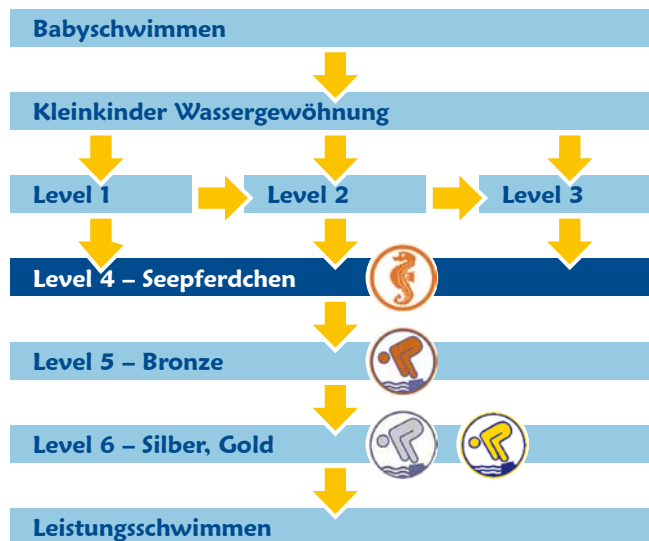 Babyschwimmen
Kleinkinder Wassergewöhnung
Level 1
Level 2
Level 3
Level 4 – Seepferdchen
Level 5 – Bronze
Level 6 – Silber, Gold
Leistungsschwimmen